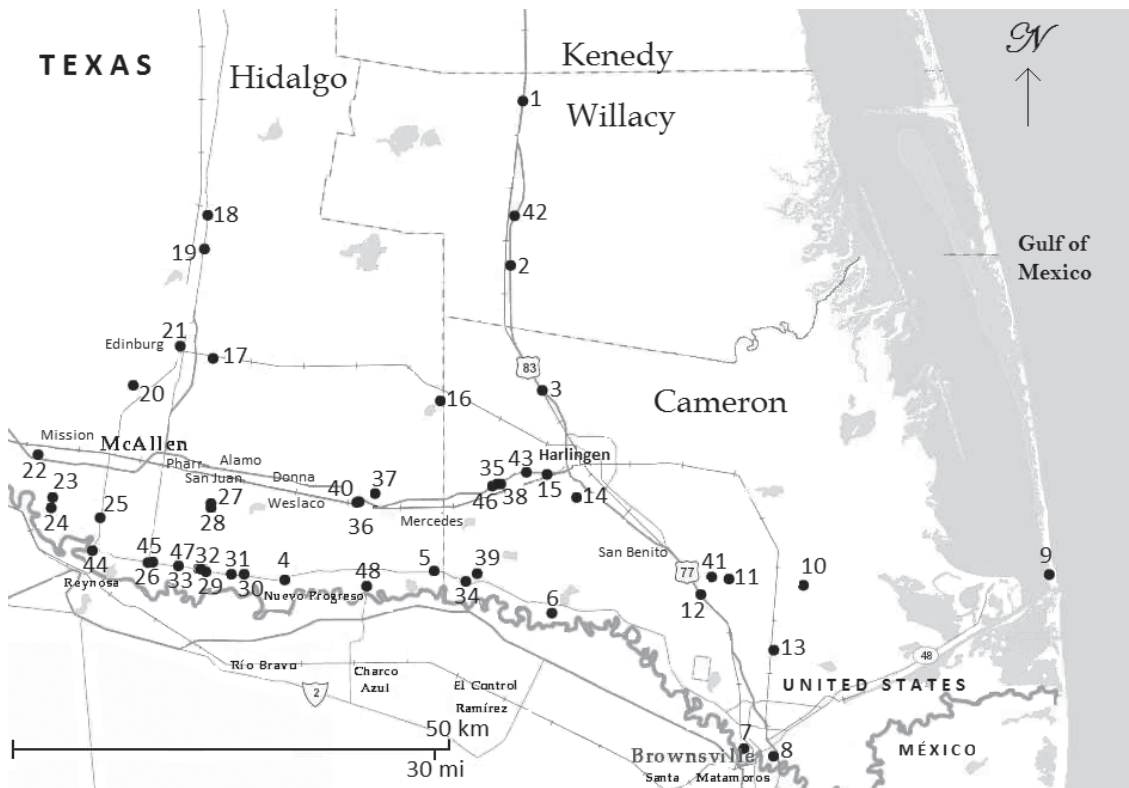 N
Kenedy
TEXAS
Hidalgo
1
Willacy
18
42
19
2
Gulf of
Mexico
21
Edinburg
17
83
3
20
16
Cameron
Mission
McAllen
22
Pharr
Alamo
San Juan
Donna
37
35
43
Harlingen
23
27
40
46
38
15
14
24
25
28
Weslaco
36
Mercedes
45
47
32
31
4
5
39
San Benito
41
77
11
10
9
44
26
33
29
30
48
34
12
Reynosa
Nuevo Progreso
6
13
Río Bravo
Charco
Azul
48
2
El Control
Ramírez
UNITED STATES
50 km
30 mi
7
8
Brownsville
MÉXICO
Santa
Matamoros